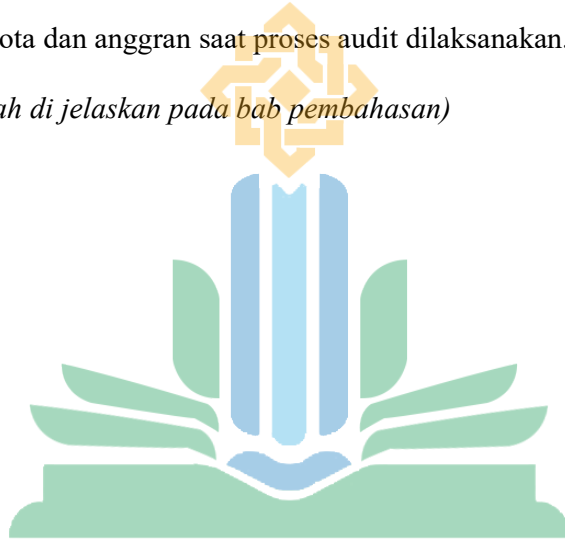 ota dan anggran saat proses audit dilaksanakan.
ah di jelaskan pada bab pembahasan)